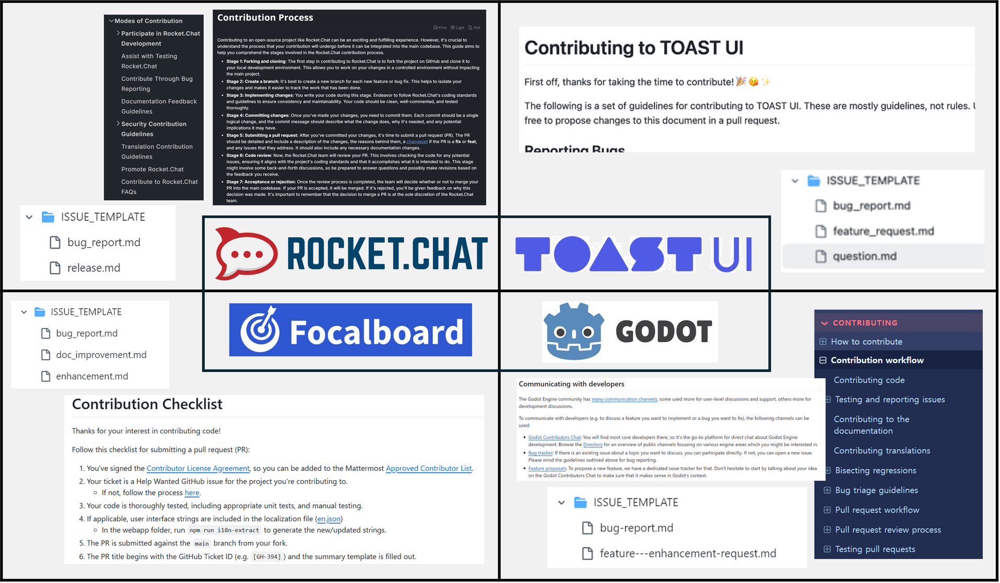 Modes of Contribution
Participate in Rocket.Chat
Development
Assist with Testing
Rocket.Chat
Contribute Through Bug
Reporting
Documentation Feedback
Guidelines
Security Contribution
Guidelines
Translation Contribution
Guidelines
Promote Rocket.Chat
Contribute to Rocket.Chat
FAQs
Contribution Process
Print Light PDF
Contributing to an open-source project like Rocket.Chat can be an exciting and fulfilling experience. However, it's crucial to
understand the process that your contribution will undergo before it can be integrated into the main codebase. This guide aims to
help you comprehend the stages involved in the Rocket.Chat contribution process.
• Stage 1: Forking and cloning: The first step in contributing to Rocket.Chat is to fork the project on GitHub and clone it to
your local development environment. This allows you to work on your changes in a controlled environment without impacting
the main project.
• Stage 2: Create a branch: It's best to create a new branch for each new feature or bug fix. This helps to isolate your
changes and makes it easier to track the work that has been done.
• Stage 3: Implementing changes: You write your code during this stage. Endeavor to follow Rocket.Chat's coding standards
and guidelines to ensure consistency and maintainability. Your code should be clean, well-commented, and tested
thoroughly.
• Stage 4: Committing changes: Once you've made your changes, you need to commit them. Each commit should be a single
logical change, and the commit message should describe what the change does, why it's needed, and any potential
implications it may have.
• Stage 5: Submitting a pull request: After you've committed your changes, it's time to submit a pull request (PR). The PR
should be detailed and include a description of the changes, the reasons behind them, a changeset if the PR is a fix or feat,
and any issues that they address. It should also include any necessary documentation changes.
• Stage 6: Code review: Now, the Rocket.Chat team will review your PR. This involves checking the code for any potential
issues, ensuring it aligns with the project's coding standards and that it accomplishes what it is intended to do. This stage
might involve some back-and-forth discussions, so be prepared to answer questions and possibly make revisions based on
the feedback you receive.
• Stage 7: Acceptance or rejection: Once the review process is completed, the team will decide whether or not to merge your
PR into the main codebase. If your PR is accepted, it will be merged. If it's rejected, you'll be given feedback on why this
decision was made. It's important to remember that the decision to merge a PR is at the sole discretion of the Rocket.Chat
team.
ISSUE_TEMPLATE
bug_report.md
release.md
ROCKET.CHAT
Contributing to TOAST UI
First off, thanks for taking the time to contribute! 🎉 😘 ✨
The following is a set of guidelines for contributing to TOAST UI. These are mostly guidelines, not rules.
free to propose changes to this document in a pull request.
Reporting Bugs
ISSUE_TEMPLATE
bug_report.md
feature_request.md
question.md
TOAST UI
ISSUE_TEMPLATE
bug_report.md
doc_improvement.md
enhancement.md
Focalboard
Contribution Checklist
Thanks for your interest in contributing code!
Follow this checklist for submitting a pull request (PR):
1. You've signed the Contributor License Agreement, so you can be added to the Mattermost Approved Contributor List.
2. Your ticket is a Help Wanted GitHub issue for the project you're contributing to.
○ If not, follow the process here.
3. Your code is thoroughly tested, including appropriate unit tests, and manual testing.
4. If applicable, user interface strings are included in the localization file (en.json)
○ In the webapp folder, run npm run i18n-extract to generate the new/updated strings.
5. The PR is submitted against the main branch from your fork.
6. The PR title begins with the GitHub Ticket ID (e.g. [GH-394] ) and the summary template is filled out.
GODOT
Communicating with developers
The Godot Engine community has many communication channels, some used more for user-level discussions and support, others more for
development discussions.
To communicate with developers (e.g. to discuss a feature you want to implement or a bug you want to fix), the following channels can be
used:
• Godot Contributors Chat: You will find most core developers there, so it's the go-to platform for direct chat about Godot Engine
development. Browse the Directory for an overview of public channels focusing on various engine areas which you might be interested in.
• Bug tracker: If there is an existing issue about a topic you want to discuss, you can participate directly. If not, you can open a new issue.
Please mind the guidelines outlined above for bug reporting.
• Feature proposals: To propose a new feature, we have a dedicated issue tracker for that. Don't hesitate to start by talking about your idea
on the Godot Contributors Chat to make sure that it makes sense in Godot's context.
ISSUE_TEMPLATE
bug-report.md
feature---enhancement-request.md
CONTRIBUTING
How to contribute
Contribution workflow
Contributing code
Testing and reporting issues
Contributing to the
documentation
Contributing translations
Bisecting regressions
Bug triage guidelines
Pull request workflow
Pull request review process
Testing pull requests